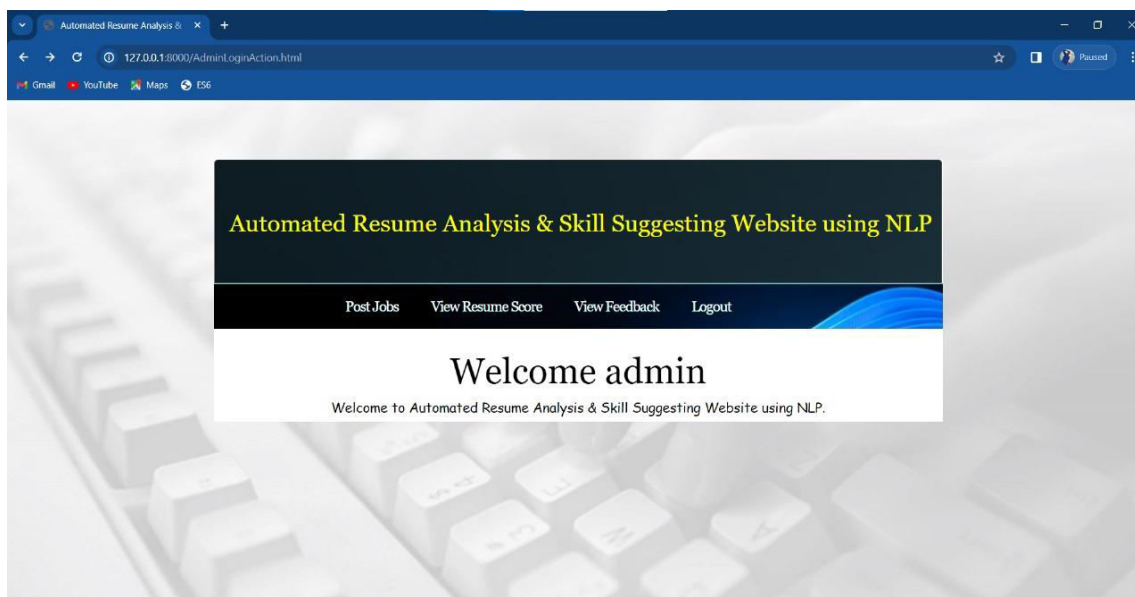 Automated Resume Analysis &
127.0.0.1:8000/AdminLoginAction.html
Paused
Gmail YouTube Maps ES6
Automated Resume Analysis & Skill Suggesting Website using NLP
Post Jobs View Resume Score View Feedback Logout
Welcome admin
Welcome to Automated Resume Analysis & Skill Suggesting Website using NLP.